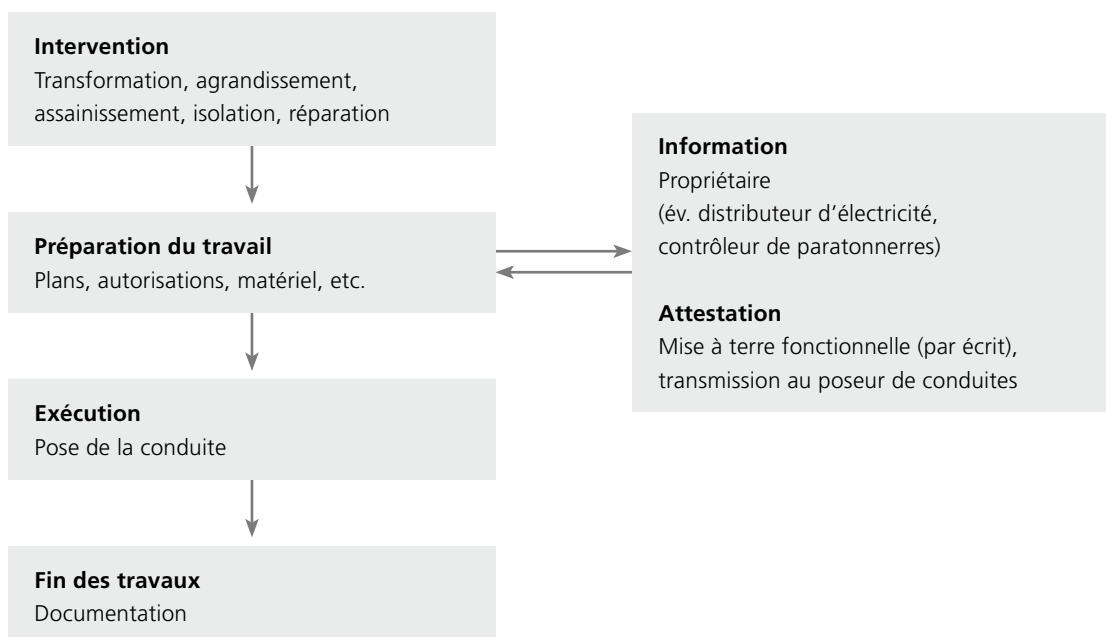 Intervention
Transformation, agrandissement,
assainissement, isolation, réparation
Préparation du travail
Plans, autorisations, matériel, etc.
Information
Propriétaire
(év. distributeur d’électricité,
contrôleur de paratonnerres)
Attestation
Mise à terre fonctionnelle (par écrit),
transmission au poseur de conduites
Exécution
Pose de la conduite
Fin des travaux
Documentation